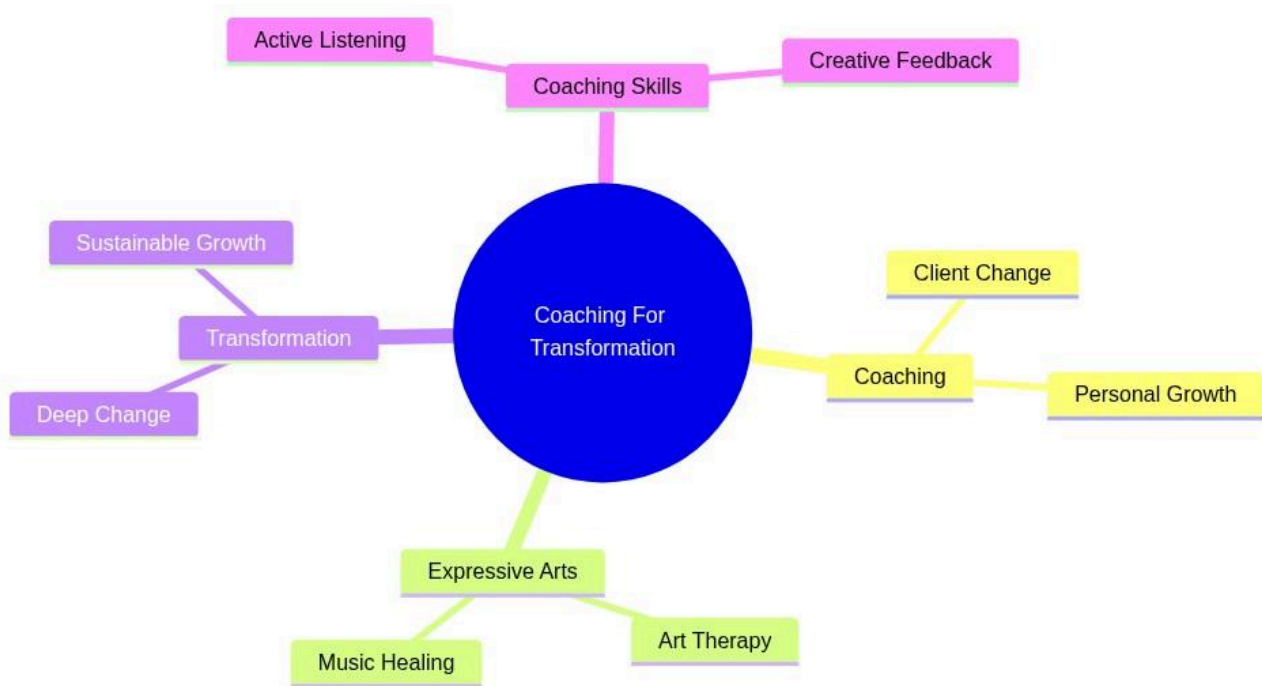 Active Listening
Creative Feedback
Coaching Skills
Sustainable Growth
Client Change
Coaching For
Transformation
Transformation
Coaching
Personal Growth
Deep Change
Expressive Arts
Art Therapy
Music Healing